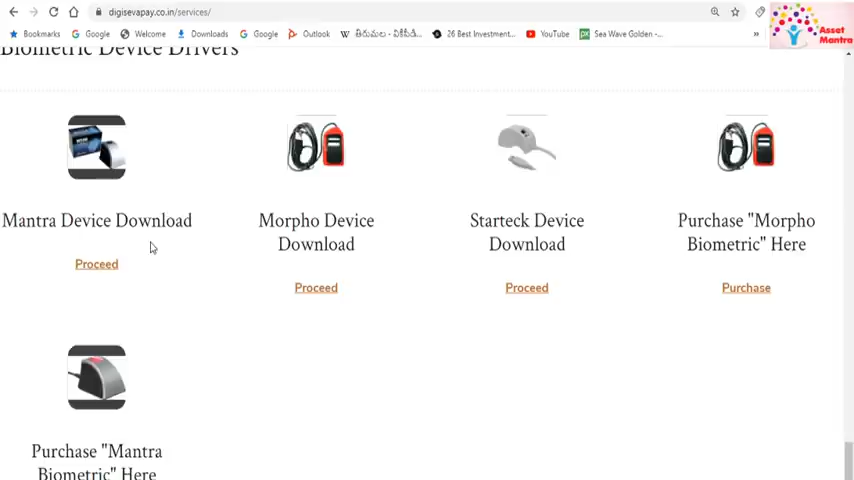 digisevapay.co.in/services/
Bookmarks Google Welcome Downloads Google Outlook తిరుమల - వికీపీడి... 26 Best Investment... YouTube Sea Wave Golden -... »
Asset
Mantra
Biometric Device Drivers
Mantra Device Download
Proceed
Morpho Device
Download
Proceed
Starteck Device
Download
Proceed
Purchase "Morpho
Biometric" Here
Purchase
Purchase "Mantra
Biometric" Here